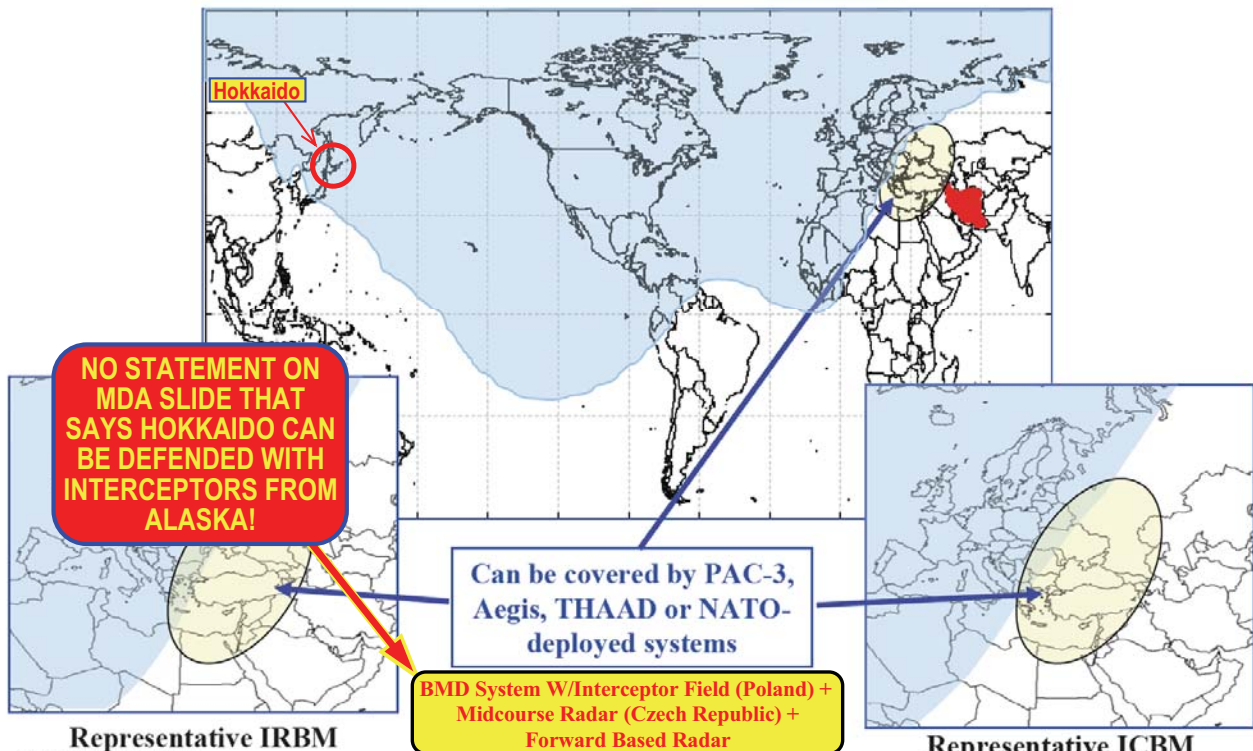 Hokkaido
NO STATEMENT ON
MDA SLIDE THAT
SAYS HOKKAIDO CAN
BE DEFENDED WITH
INTERCEPTORS FROM
ALASKA!
Can be covered by PAC-3,
Aegis, THAAD or NATO-
deployed systems
BMD System W/Interceptor Field (Poland) +
Midcourse Radar (Czech Republic) +
Forward Based Radar
Representative IRBM
Representative ICBM